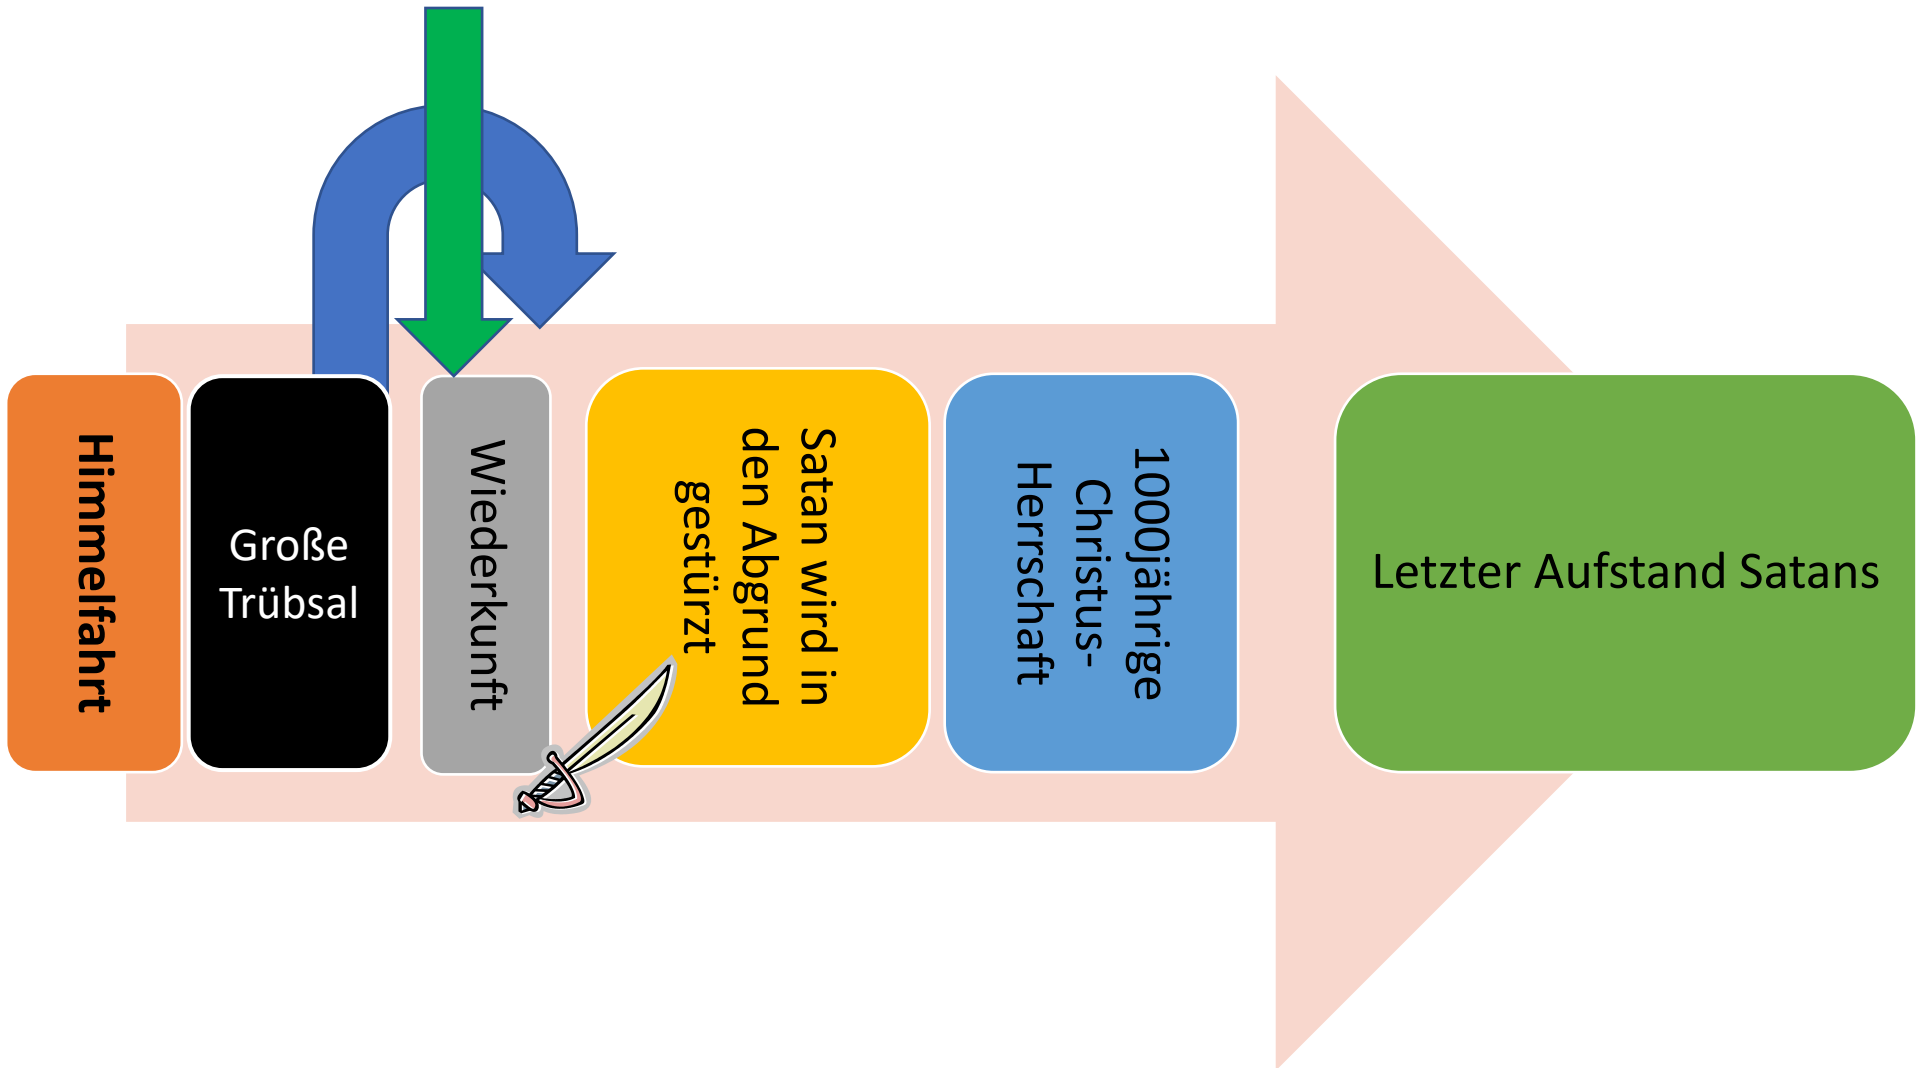 Himmelfahrt
Große
Trübsal
Wiederkunft
Satan wird in
den Abgrund
gestürzt
1000jährige
Christus-
Herrschaft
Letzter Aufstand Satans